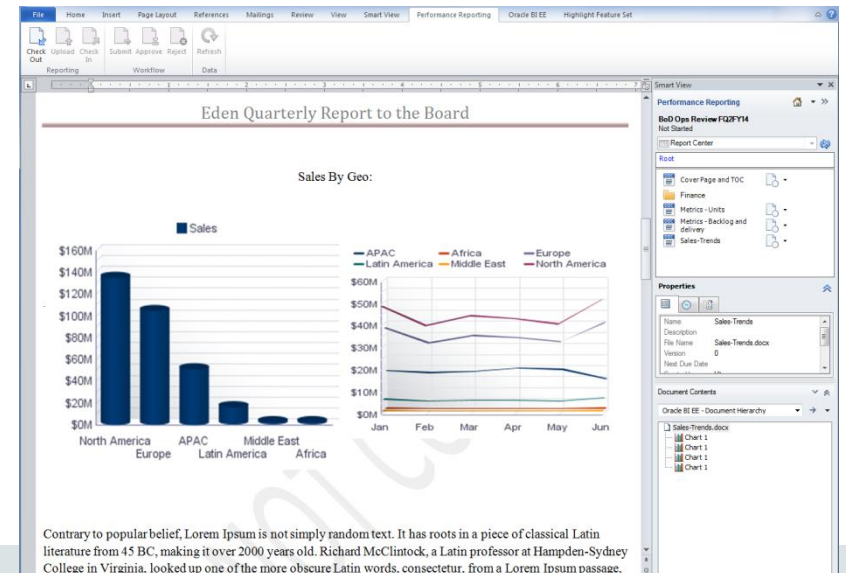 File Home Insert Page Layout References Mailings Review View Smart View Performance Reporting Oracle BI EE Highlight Feature Set
Check Out Upload Check In Submit Approve Reject Refresh
Reporting Workflow Data
Eden Quarterly Report to the Board
Sales By Geo:
Sales
$160M
$140M
$120M
$100M
$80M
$60M
$40M
$20M
$0M
North America APAC Middle East
Europe Latin America Africa
APAC Africa Europe
Latin America Middle East North America
$60M
$50M
$40M
$30M
$20M
$10M
$0M
Jan Feb Mar Apr May Jun
Contrary to popular belief, Lorem Ipsum is not simply random text. It has roots in a piece of classical Latin
literature from 45 BC, making it over 2000 years old. Richard McClintock, a Latin professor at Hampden-Sydney
College in Virginia, looked up one of the more obscure Latin words, consectetur, from a Lorem Ipsum passage,
Smart View
Performance Reporting
BoD Ops Review FQ2FY14
Not Started
Report Center
Root
Cover Page and TOC
Finance
Metrics - Units
Metrics - Backlog and
delivery
Sales-Trends
Properties
Name Sales-Trends
Description
File Name Sales-Trends.docx
Version 0
Next Due Date
Document Contents
Oracle BI EE - Document Hierarchy
Sales-Trends.docx
Chart 1
Chart 1
Chart 1
Chart 1